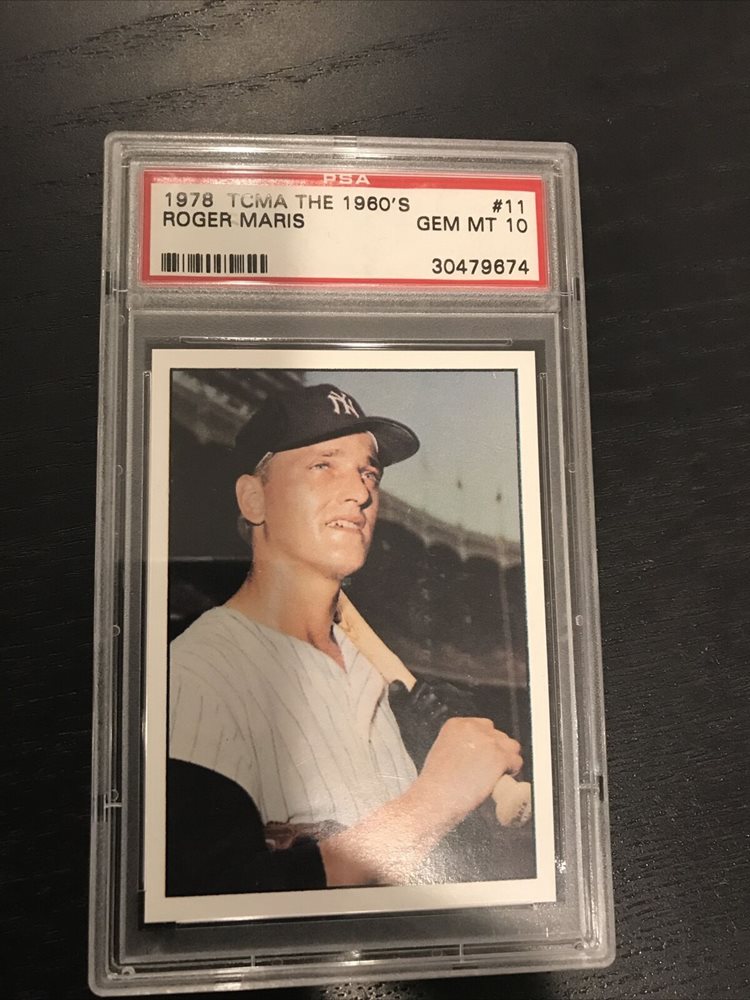 PSA
1978 TCMA THE 1960'S #11
ROGER MARIS GEM MT 10
30479674
NY